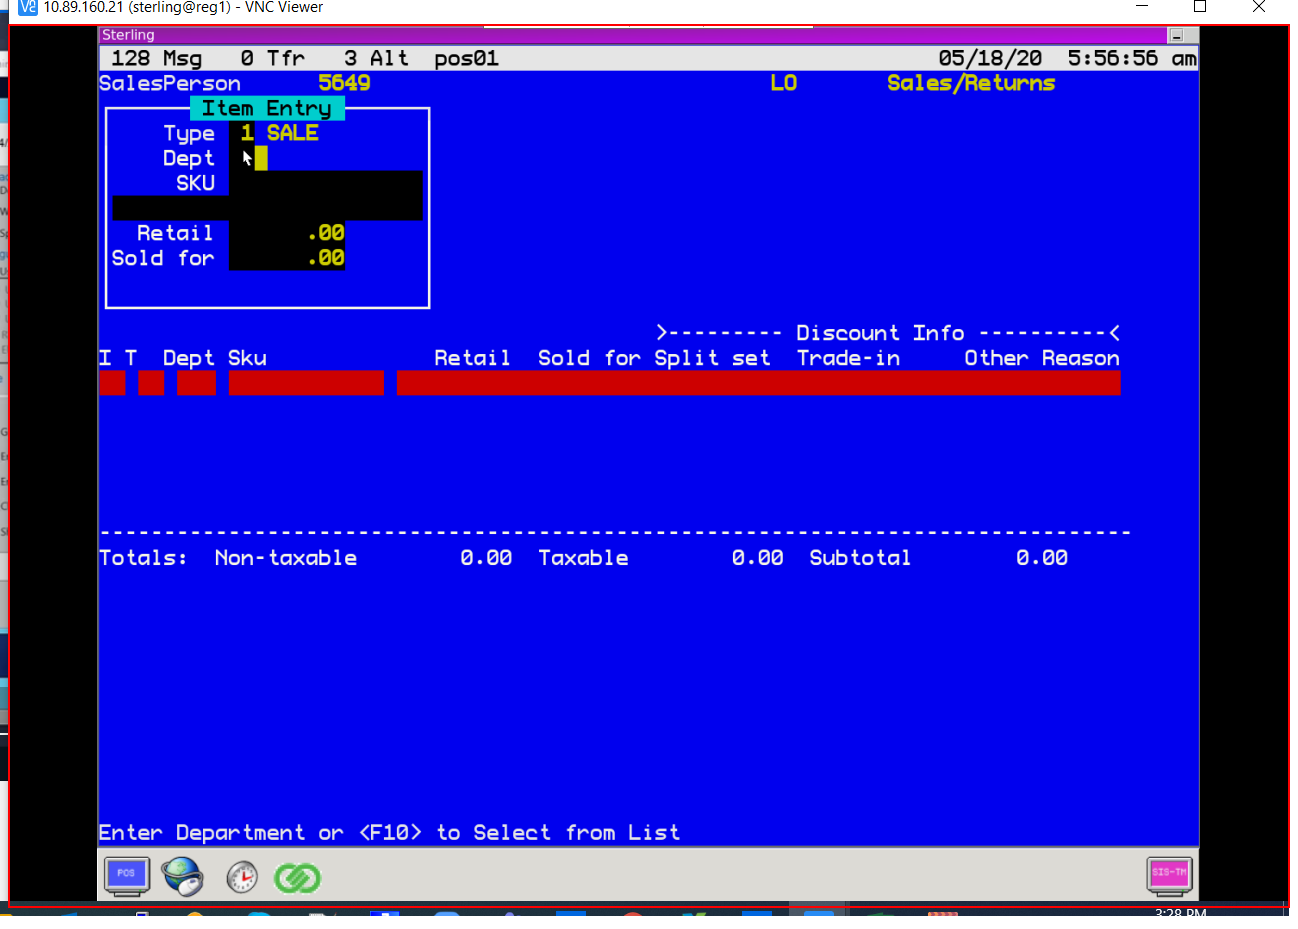 10.89.160.21 (sterling@reg1) - VNC Viewer
Sterling
128 Msg 0 Tfr 3 Alt pos01 05/18/20 5:56:56 am
SalesPerson 5649 LO Sales/Returns
Item Entry
Type 1 SALE
Dept
SKU
Retail .00
Sold for .00
>--------- Discount Info ----------<
I T Dept Sku Retail Sold for Split set Trade-in Other Reason
--------------------------------------------------------------------------------
Totals: Non-taxable 0.00 Taxable 0.00 Subtotal 0.00
Enter Department or <F10> to Select from List
POS
SIS-TM
3:28 PM